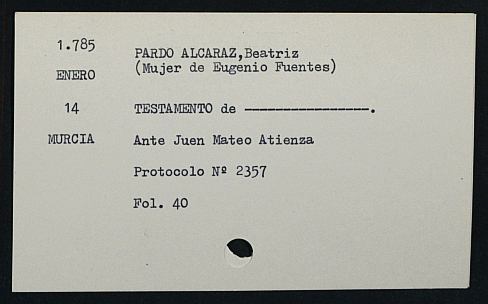 1.785
PARDO ALCARAZ,Beatriz
ENERO
(Mujer de Eugenio Fuentes)
14
TESTAMENTO de ----------------.
MURCIA
Ante Juen Mateo Atienza
Protocolo Nº 2357
Fol. 40